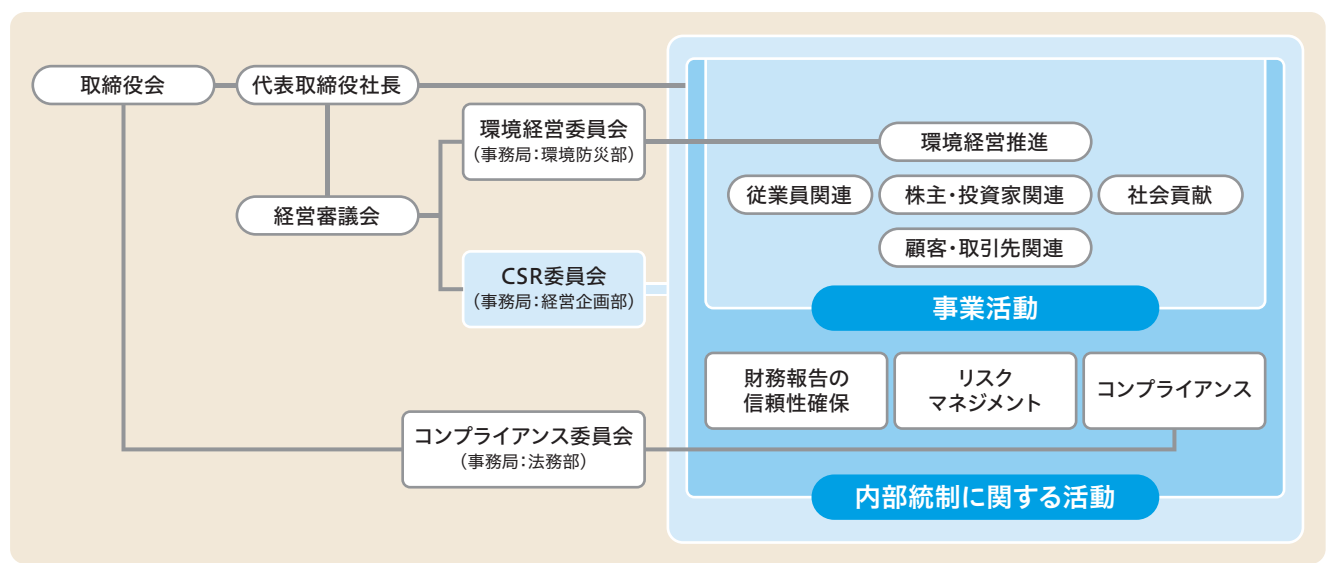 取締役会
代表取締役社長
経営審議会
環境経営委員会
(事務局:環境防災部)
CSR委員会
(事務局:経営企画部)
コンプライアンス委員会
(事務局:法務部)
環境経営推進
従業員関連
株主・投資家関連
社会貢献
顧客・取引先関連
事業活動
財務報告の
信頼性確保
リスク
マネジメント
コンプライアンス
内部統制に関する活動